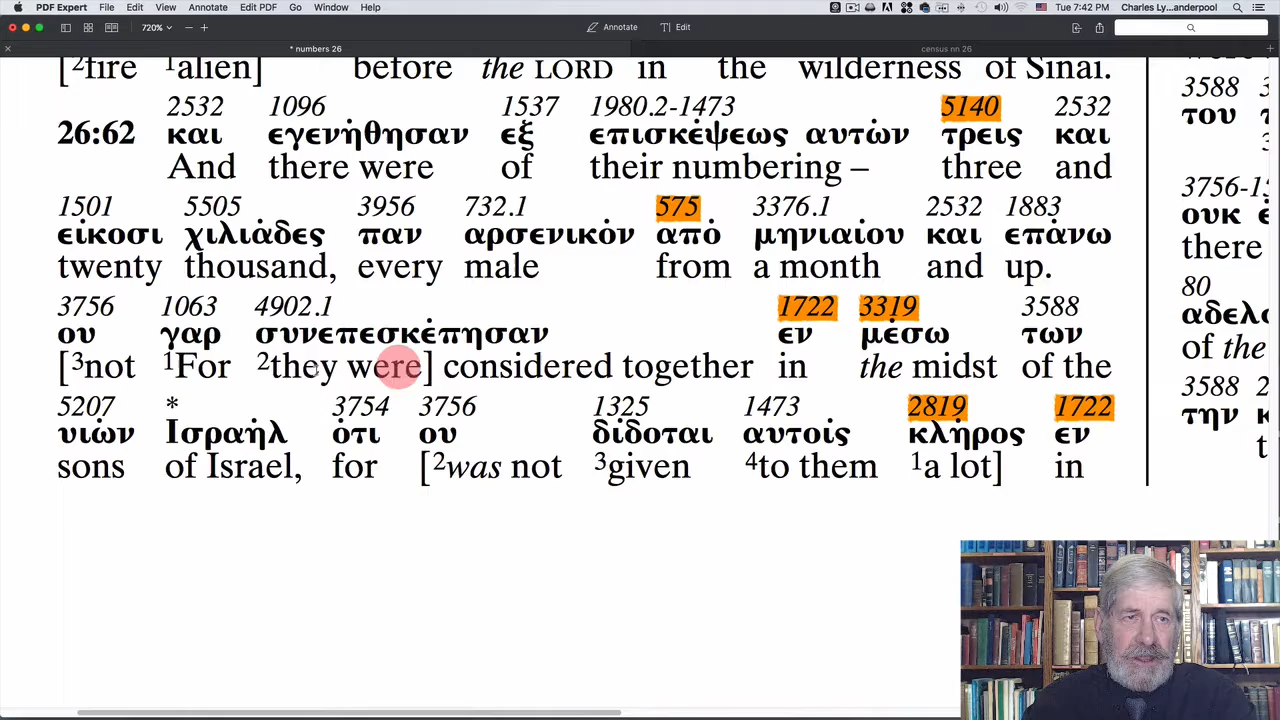 PDF Expert File Edit View Annotate Edit PDF Go Window Help Tue 7:42 PM Charles Ly...anderpool
720% Annotate Edit
* numbers 26 census nn 26
[²fire ¹alien] before the LORD in the wilderness of Sinai.
2532 1096 1537 1980.2-1473 5140 2532
26:62 και εγενήθησαν εξ επισκέψεως αυτών τρεις και
And there were of their numbering – three and
1501 5505 3956 732.1 575 3376.1 2532 1883
είκοσι χιλιάδες παν αρσενικόν από μηνιαίου και επάνω
twenty thousand, every male from a month and up.
3756 1063 4902.1 1722 3319 3588
ου γαρ συνεπεσκέπησαν εν μέσω των
[³not ¹For ²they were] considered together in the midst of the
5207 * 3754 3756 1325 1473 2819 1722
υιών Ισραήλ ότι ου δίδοται αυτοίς κλήρος εν
sons of Israel, for [²was not ³given ⁴to them ¹a lot] in
3588
του
3756-1
ουκ
there
80
αδελ
of the
3588
την